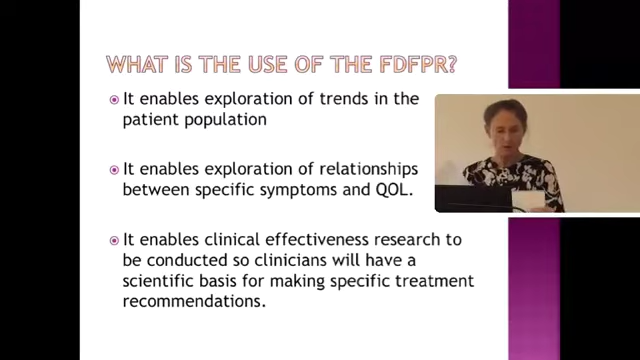 WHAT IS THE USE OF THE FDFPR?
It enables exploration of trends in the
patient population
It enables exploration of relationships
between specific symptoms and QOL.
It enables clinical effectiveness research to
be conducted so clinicians will have a
scientific basis for making specific treatment
recommendations.